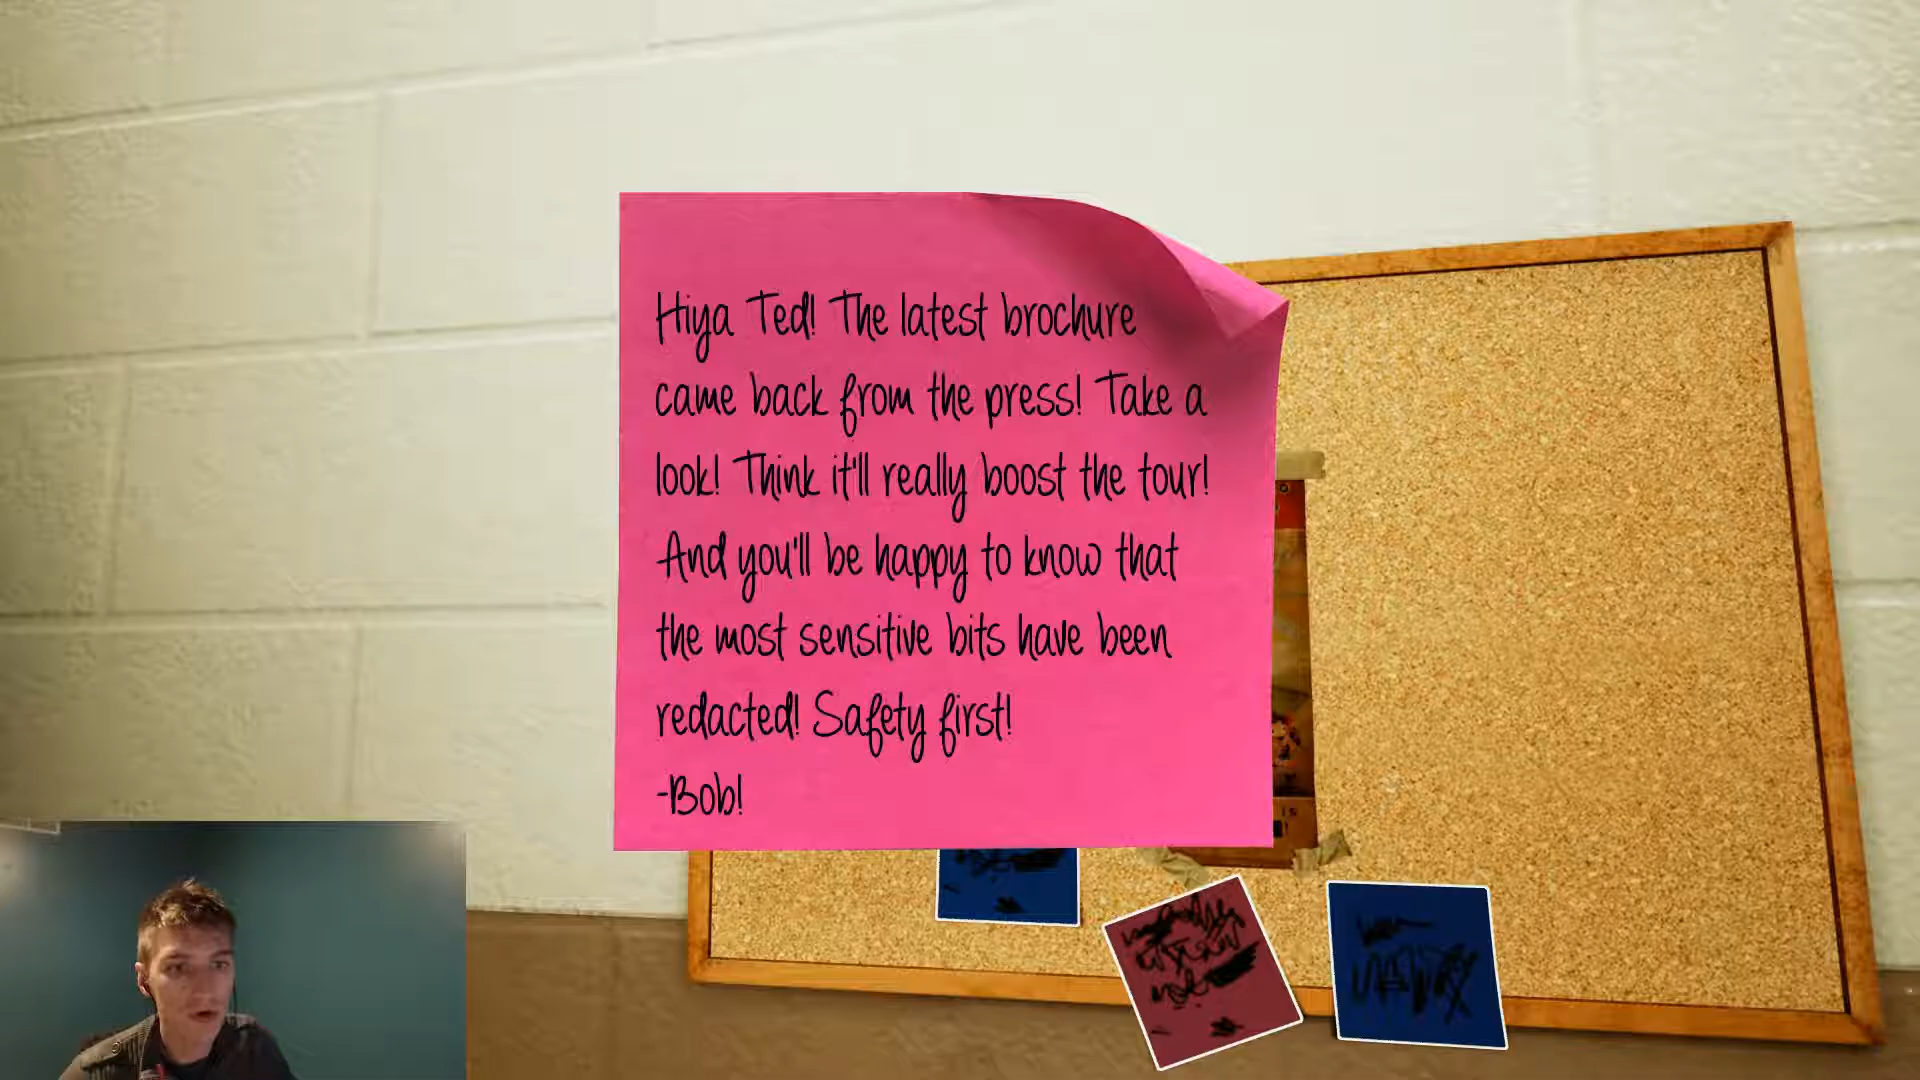 Hiya Ted! The latest brochure
came back from the press! Take a
look! Think it'll really boost the tour!
And you'll be happy to know that
the most sensitive bits have been
redacted! Safety first!
-Bob!